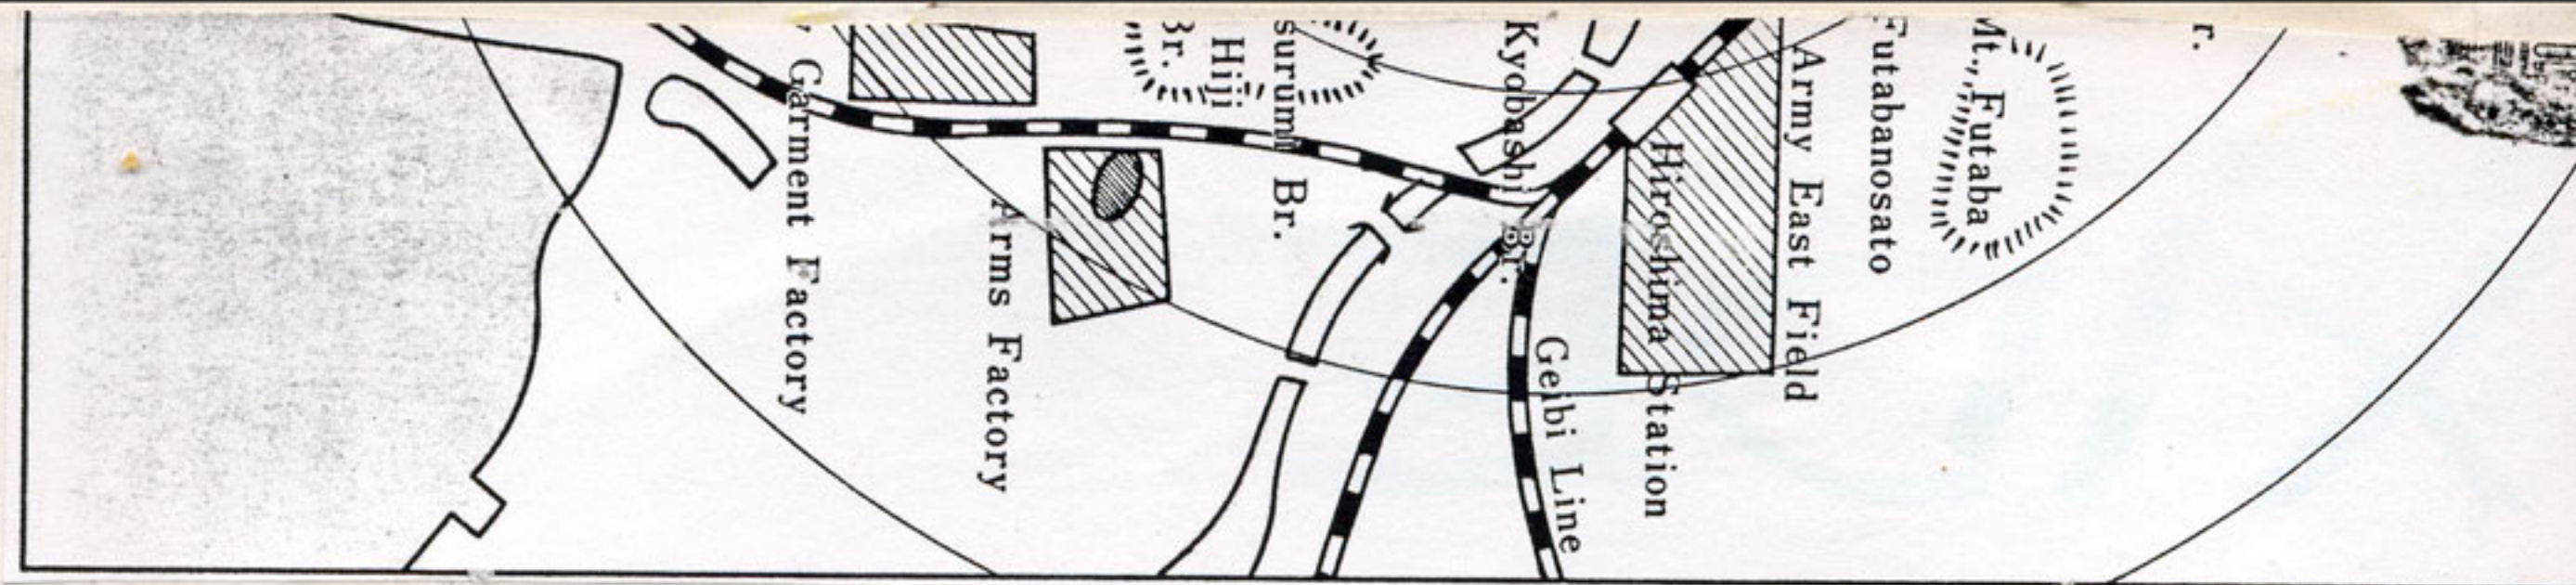 r.
Mt., Futaba
Futabanosato
Army East Field
Hiroshima Station
Geibi Line
Kyobashi Br.
surumi Br.
Hiji
Br.
Arms Factory
Garment Factory